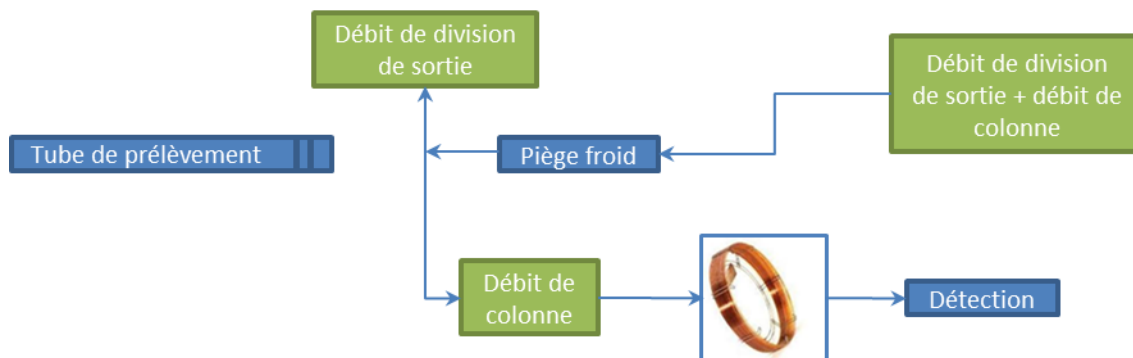 Débit de division
de sortie
Débit de division
de sortie + débit de
colonne
Tube de prélèvement
Piège froid
Débit de
colonne
Détection